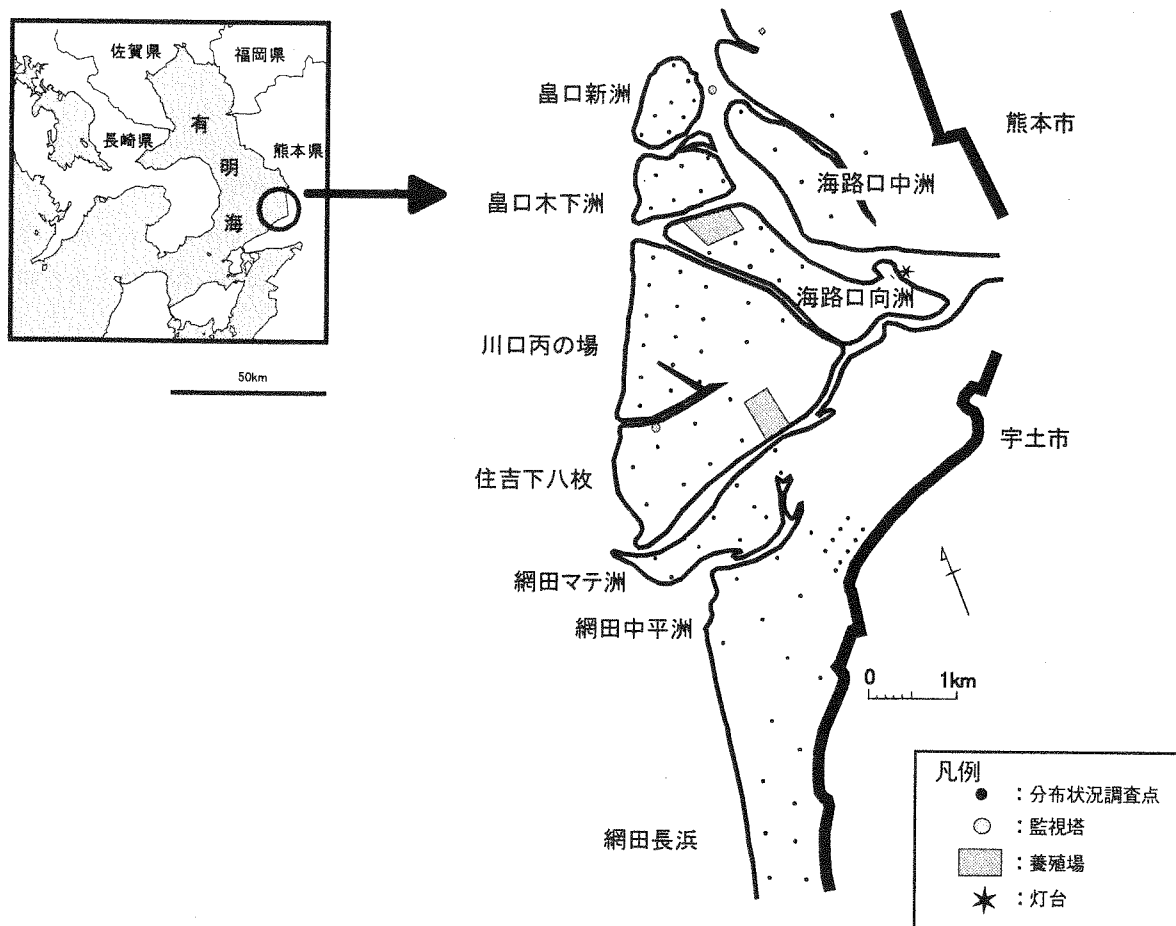 佐賀県
福岡県
長崎県
熊本県
有
明
海
50km
畠口新洲
熊本市
海路口中洲
畠口木下洲
海路口向洲
川口丙の場
宇土市
住吉下八枚
網田マテ洲
網田中平洲
0 1km
網田長浜
凡例
：分布状況調査点
：監視塔
：養殖場
：灯台